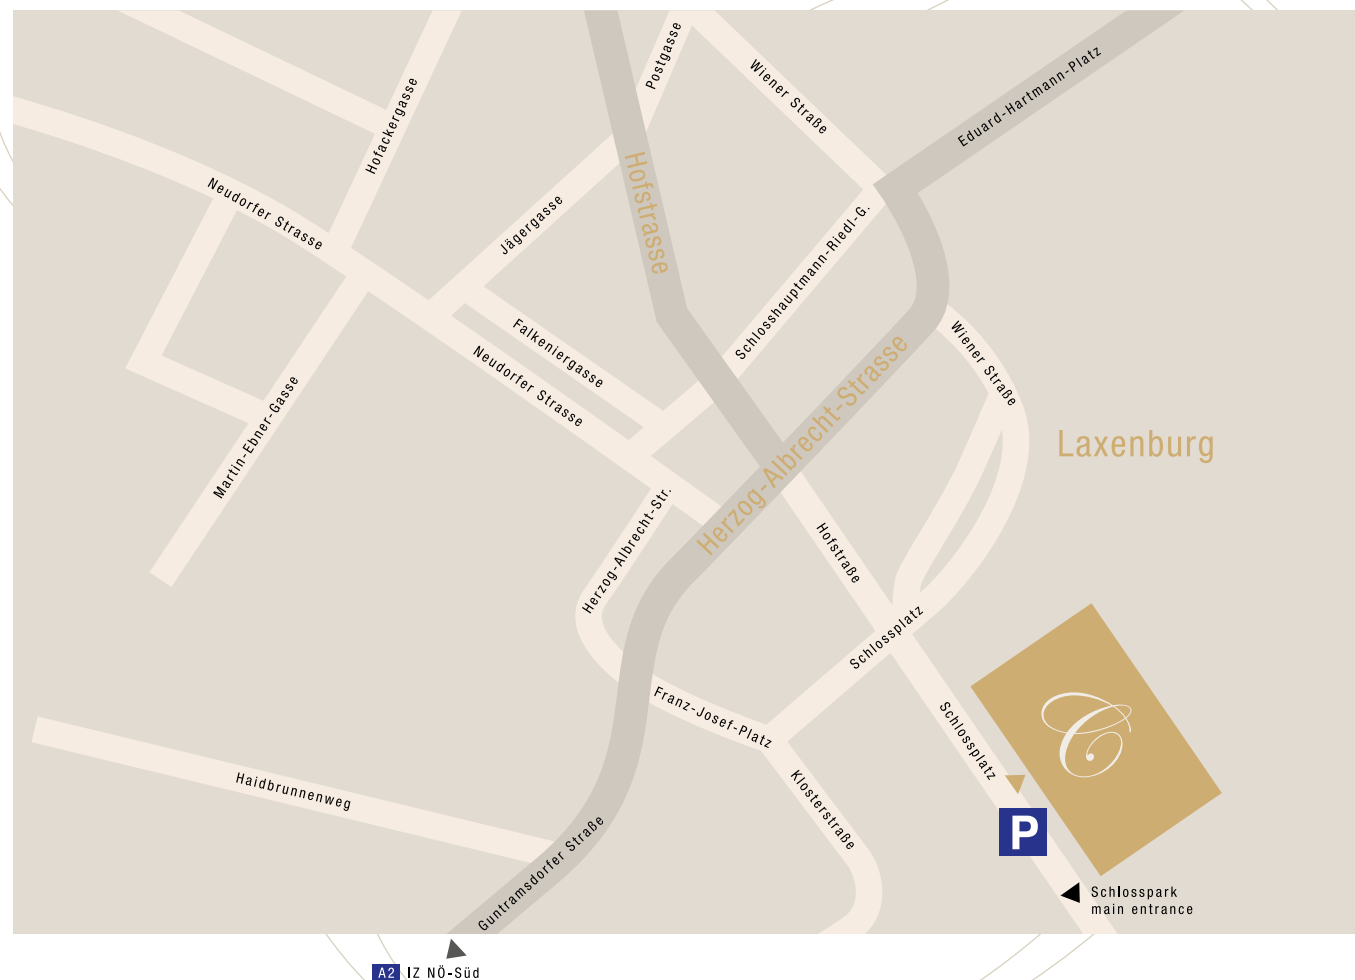 Postgasse
Wiener Straße
Eduard-Hartmann-Platz
Hofackergasse
Hofstrasse
Neudorfer Strasse
Jägergasse
Schlosshauptmann-Riedl-G.
Falkeniergasse
Neudorfer Strasse
Herzog-Albrecht-Strasse
Wiener Straße
Martin-Ebner-Gasse
Laxenburg
Herzog-Albrecht-Str.
Hofstraße
Schlossplatz
Franz-Josef-Platz
Schlossplatz
C
Haidbrunnenweg
Klosterstraße
P
Guntramsdorfer Straße
Schlosspark
main entrance
A2 IZ NÖ-Süd